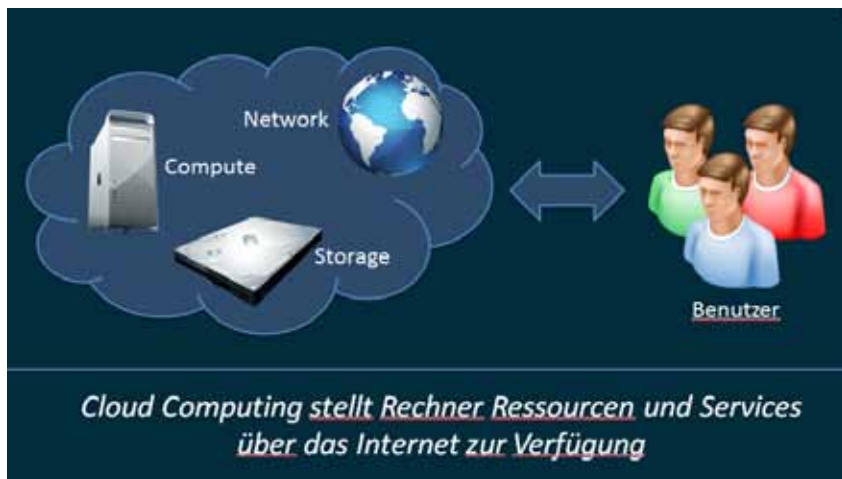 Network
Compute
Storage
Benutzer
Cloud Computing stellt Rechner Ressourcen und Services
über das Internet zur Verfügung